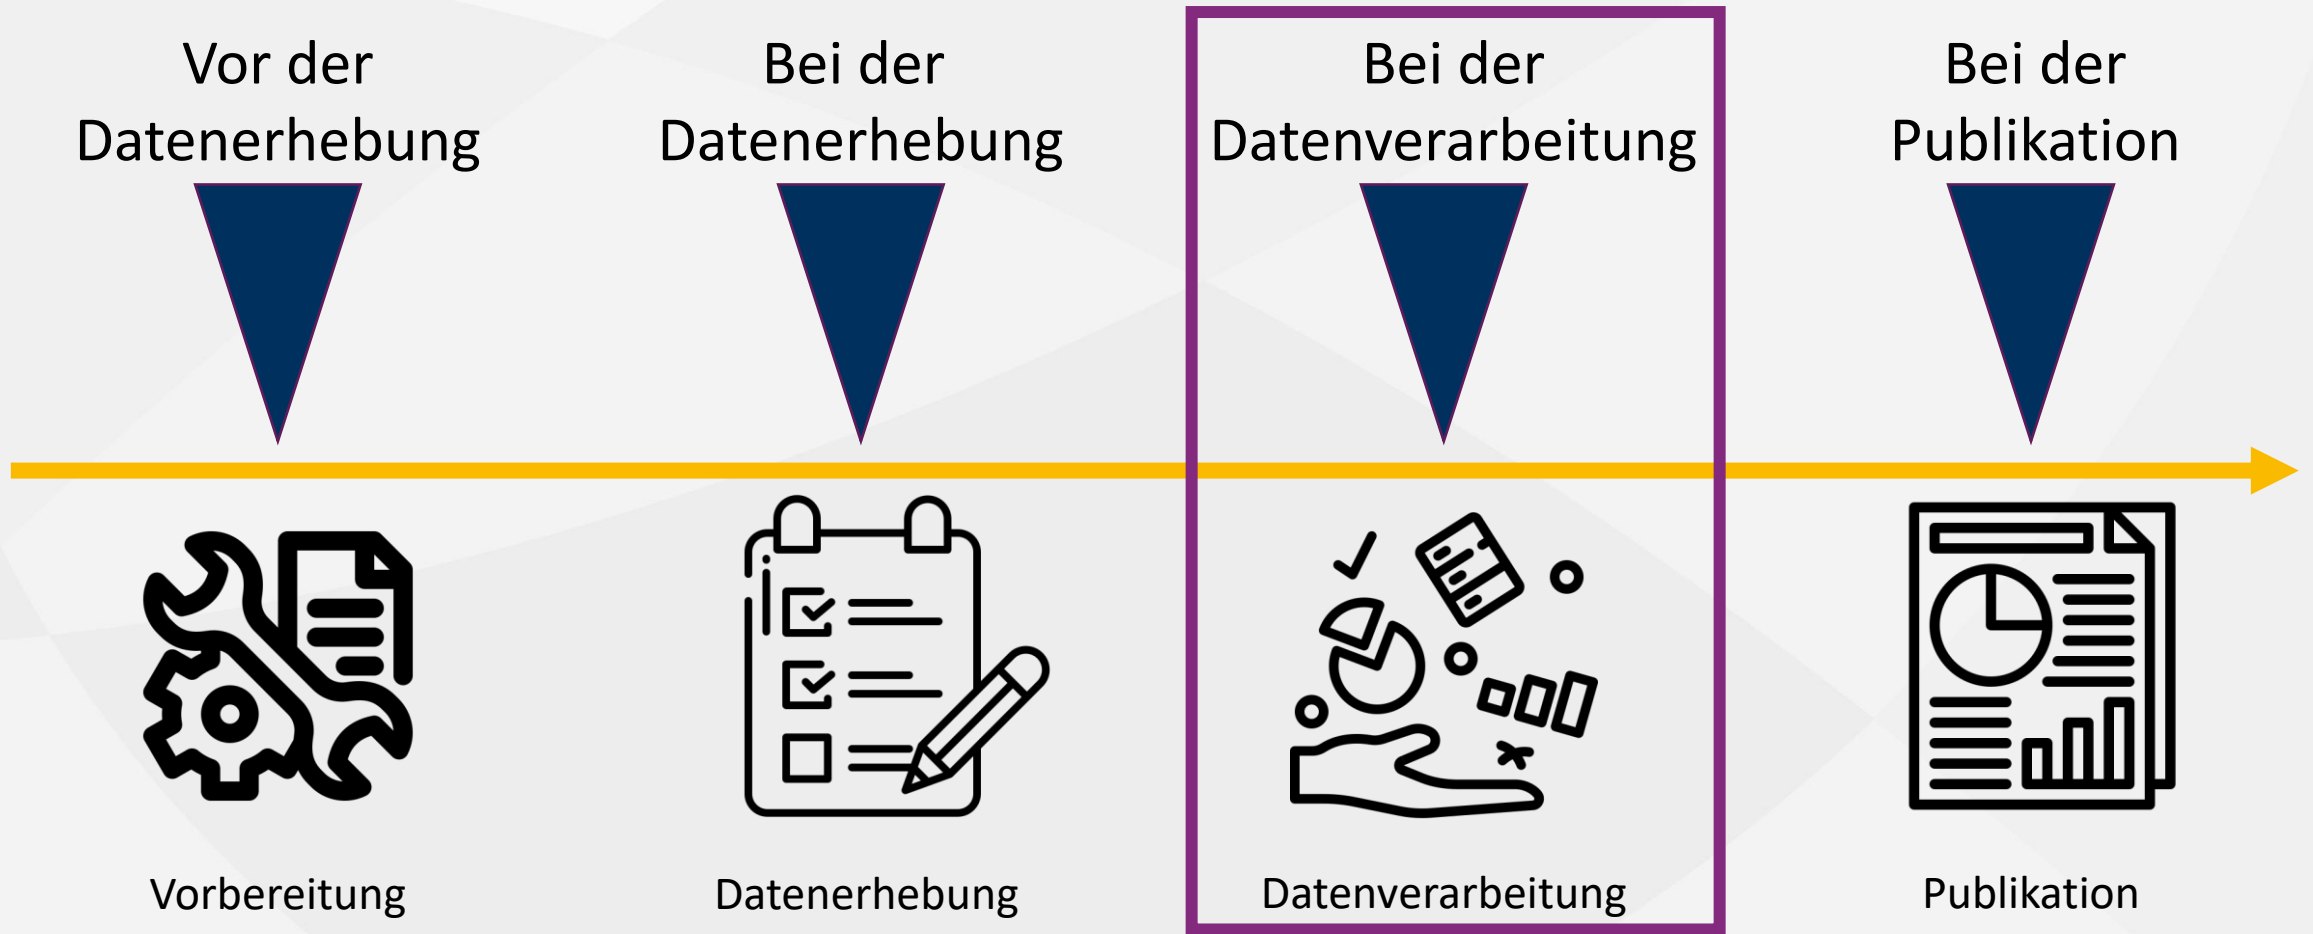 Vor der
Datenerhebung
Bei der
Datenerhebung
Bei der
Datenverarbeitung
Bei der
Publikation
Vorbereitung
Datenerhebung
Datenverarbeitung
Publikation